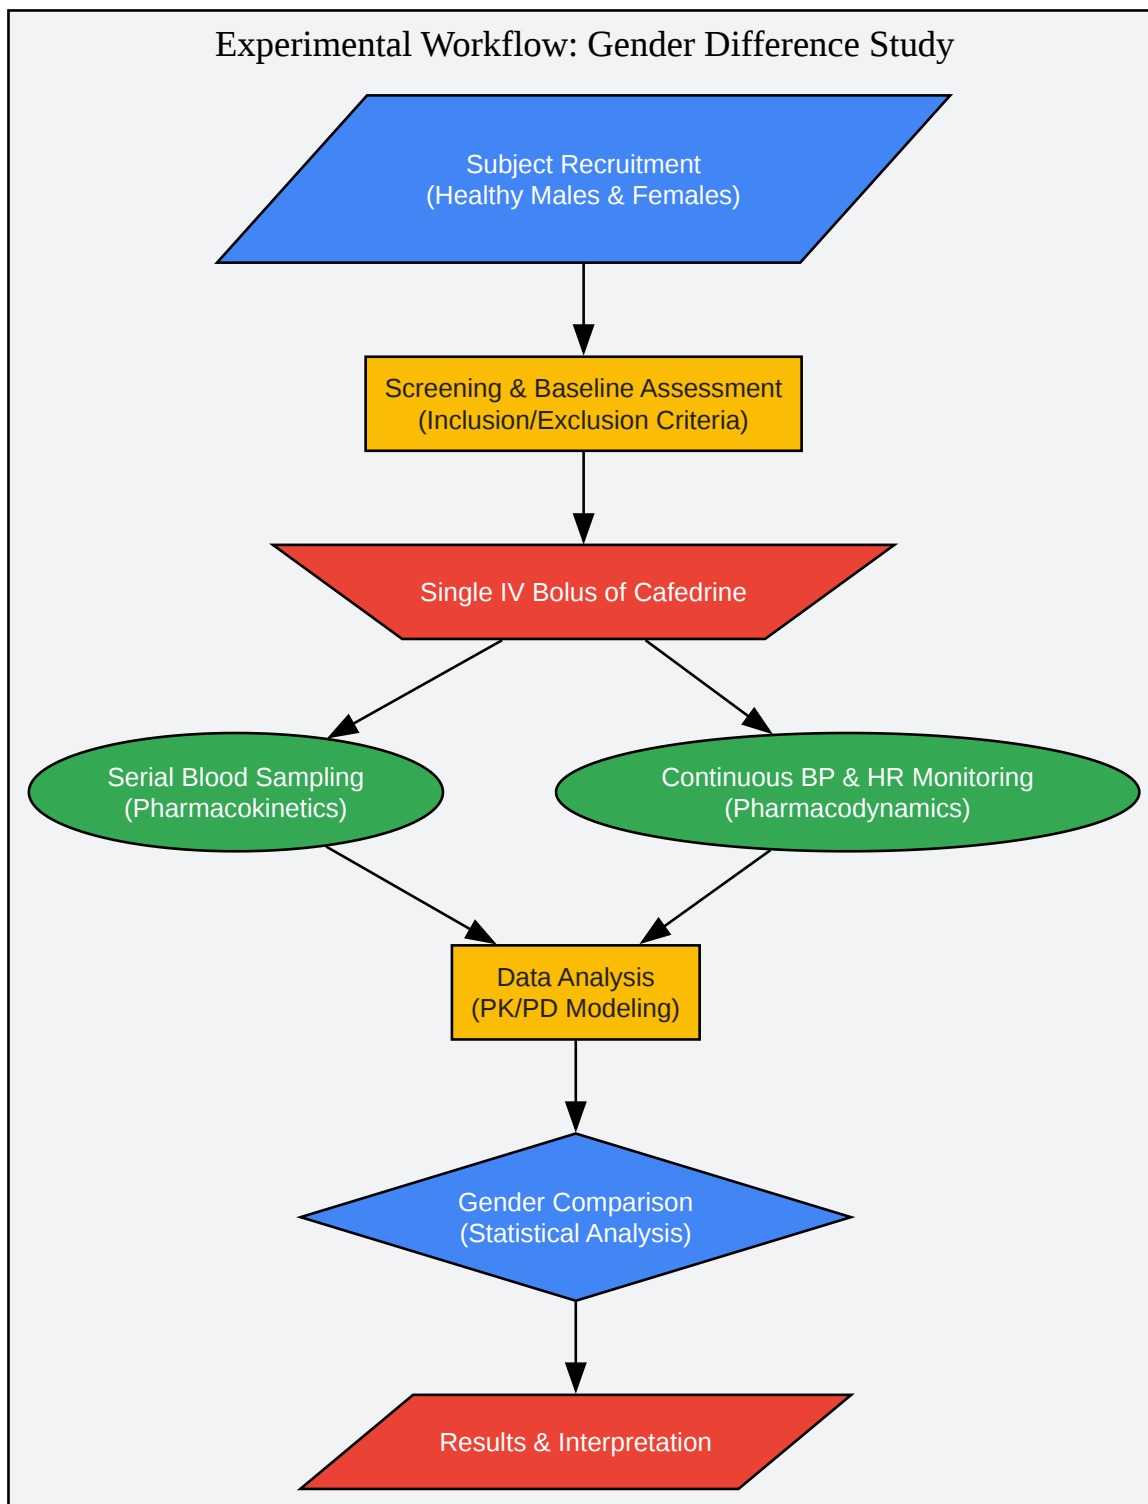 Experimental Workflow: Gender Difference Study
Subject Recruitment
(Healthy Males & Females)
Screening & Baseline Assessment
(Inclusion/Exclusion Criteria)
Single IV Bolus of Cafedrine
Serial Blood Sampling
(Pharmacokinetics)
Continuous BP & HR Monitoring
(Pharmacodynamics)
Data Analysis
(PK/PD Modeling)
Gender Comparison
(Statistical Analysis)
Results & Interpretation